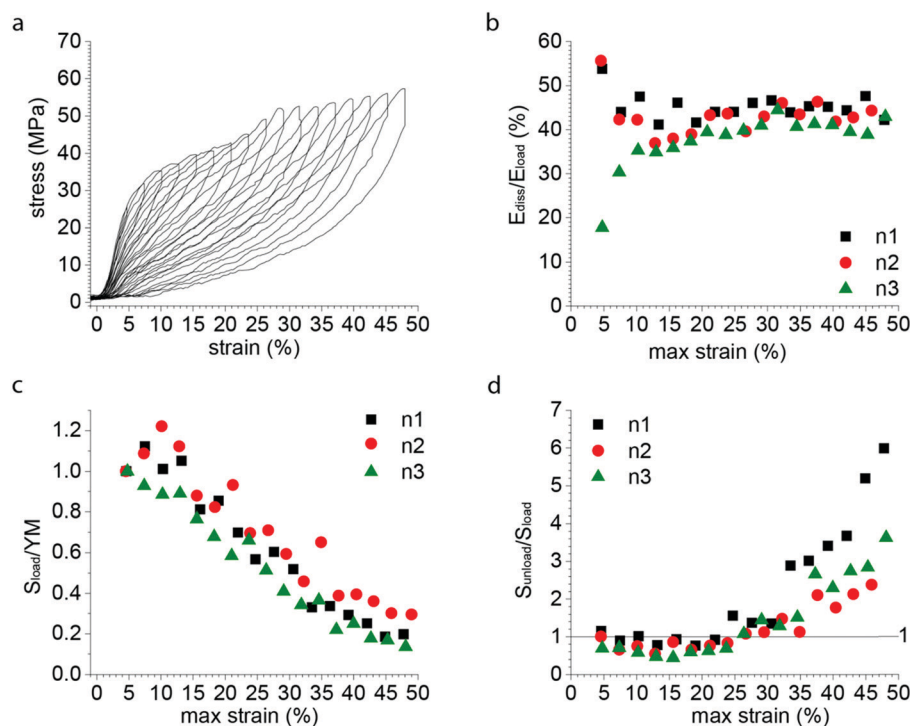 a
70
60
50
40
30
20
10
0
stress (MPa)
0 5 10 15 20 25 30 35 40 45 50
strain (%)
b
60
50
40
30
20
10
0
Ediss/Eload (%)
n1
n2
n3
0 5 10 15 20 25 30 35 40 45 50
max strain (%)
c
1.2
1.0
0.8
0.6
0.4
0.2
0.0
Sload/YM
n1
n2
n3
0 5 10 15 20 25 30 35 40 45 50
max strain (%)
d
7
6
5
4
3
2
1
0
Sunload/Sload
n1
n2
n3
1
0 5 10 15 20 25 30 35 40 45 50
max strain (%)